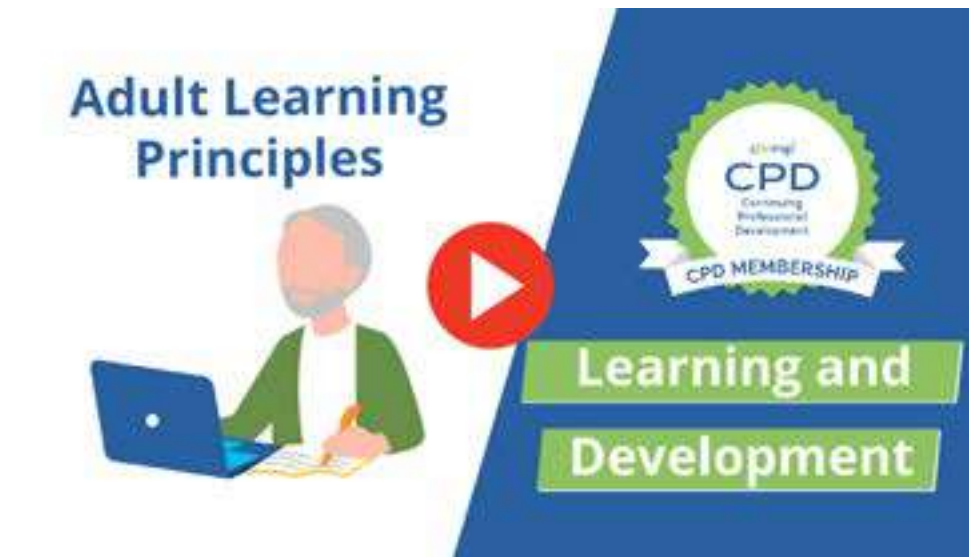 Adult Learning
Principles
CPD
Continuing
Professional
Development
CPD MEMBERSHIP
Learning and
Development